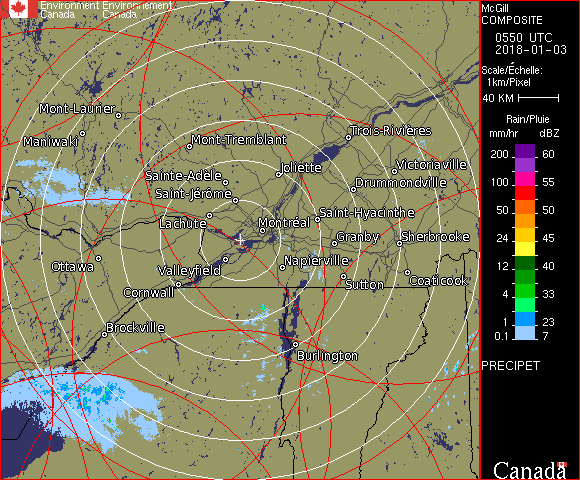 Environment Environnement
Canada Canada
McGill
COMPOSITE
0550 UTC
2018-01-03
Scale/Échelle:
1km/Pixel
40 KM
Rain/Pluie
mm/hr dBZ
200 60
150 57
100 55
50 50
24 45
12 40
4 33
1 23
0.1 7
PRECIPET
Canada
Mont-Laurier
Maniwaki
Mont-Tremblant
Trois-Rivières
Joliette
Victoriaville
Sainte-Adèle
Drummondville
Saint-Jérôme
Lachute
Saint-Hyacinthe
Montréal
Granby
Sherbrooke
Ottawa
Valleyfield
Napierville
Cornwall
Sutton
Coaticook
Brockville
Burlington